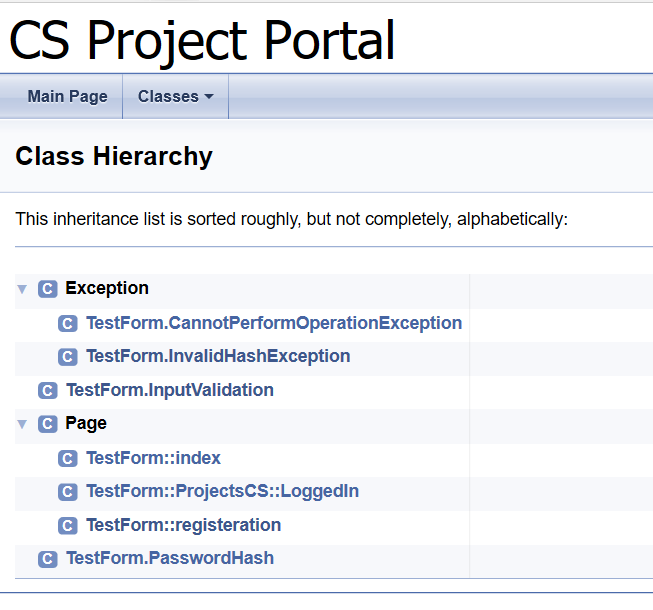 CS Project Portal
Main Page Classes
Class Hierarchy
This inheritance list is sorted roughly, but not completely, alphabetically:
C Exception
C TestForm.CannotPerformOperationException
C TestForm.InvalidHashException
C TestForm.InputValidation
C Page
C TestForm::index
C TestForm::ProjectsCS::LoggedIn
C TestForm::registeration
C TestForm.PasswordHash